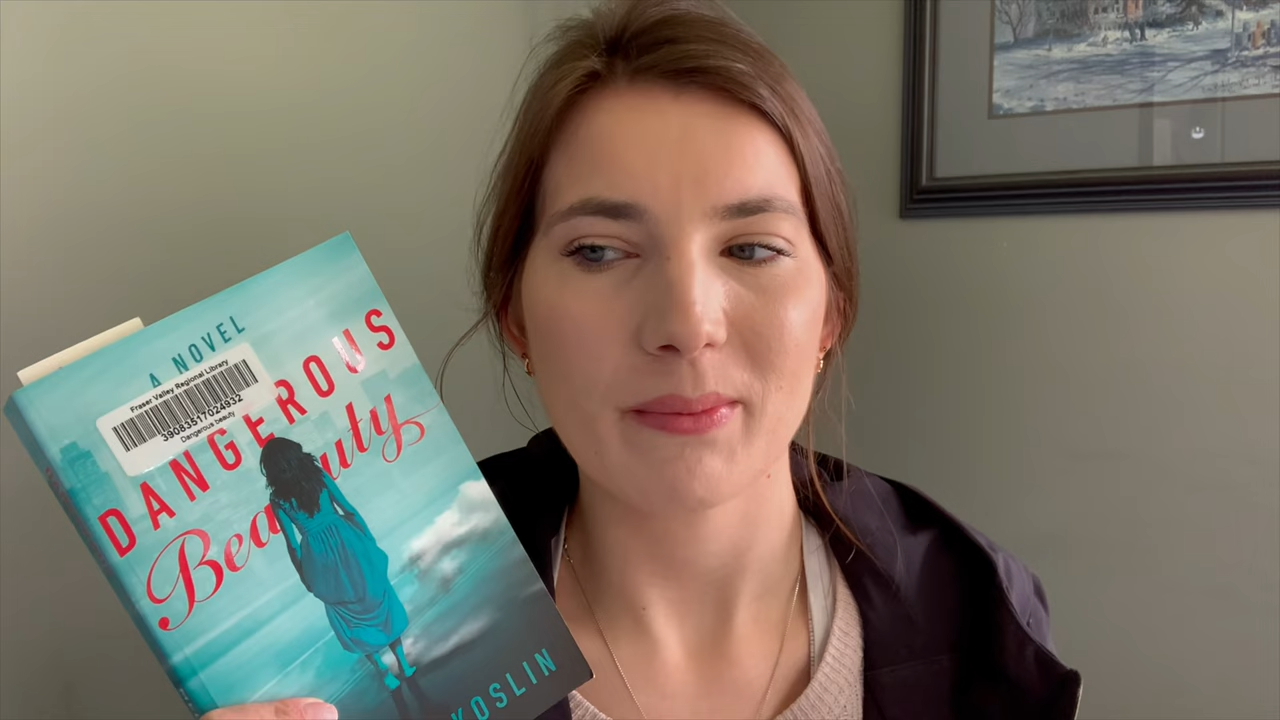 A NOVEL
Fraser Valley Regional Library
39083517024932
Dangerous beauty
DANGEROUS
Beauty
KOSLIN